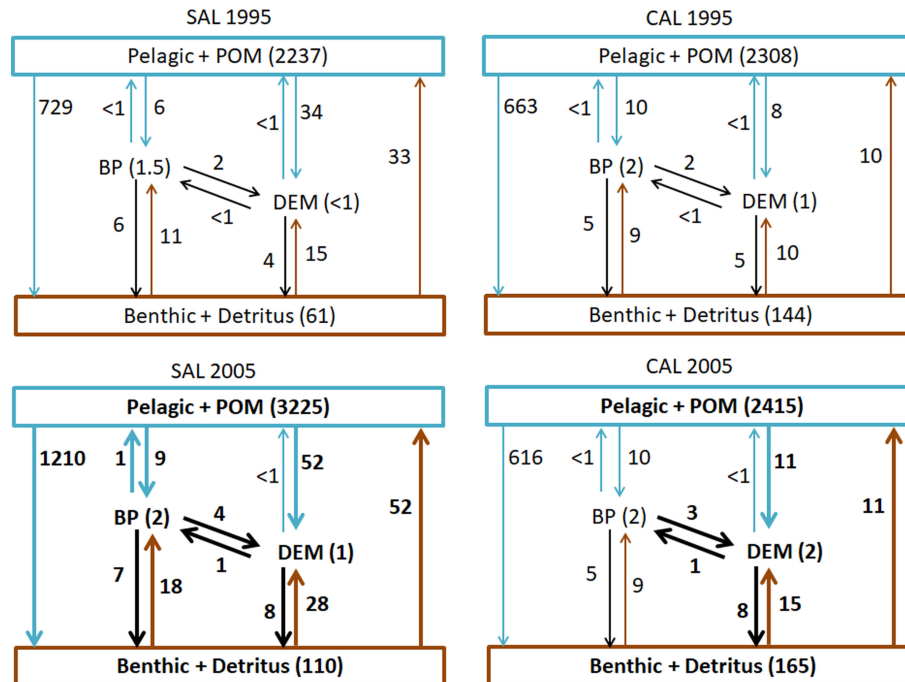 SAL 1995
Pelagic + POM (2237)
729
<1
6
<1
34
33
BP (1.5)
2
<1
DEM (<1)
6
11
4
15
Benthic + Detritus (61)
CAL 1995
Pelagic + POM (2308)
663
<1
10
<1
8
10
BP (2)
2
<1
DEM (1)
5
9
5
10
Benthic + Detritus (144)
SAL 2005
Pelagic + POM (3225)
1210
1
9
<1
52
52
BP (2)
4
1
DEM (1)
7
18
8
28
Benthic + Detritus (110)
CAL 2005
Pelagic + POM (2415)
616
<1
10
<1
11
11
BP (2)
3
1
DEM (2)
5
9
8
15
Benthic + Detritus (165)